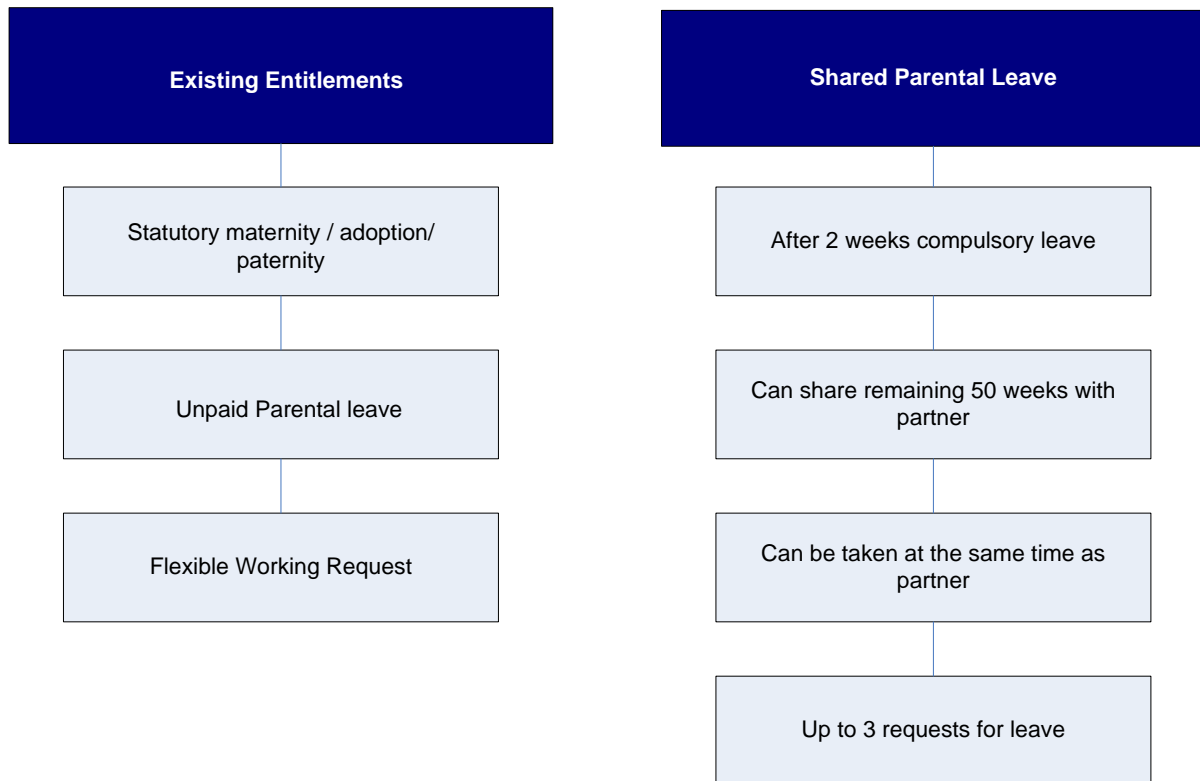 Existing Entitlements
Statutory maternity / adoption/
paternity
Unpaid Parental leave
Flexible Working Request
Shared Parental Leave
After 2 weeks compulsory leave
Can share remaining 50 weeks with
partner
Can be taken at the same time as
partner
Up to 3 requests for leave